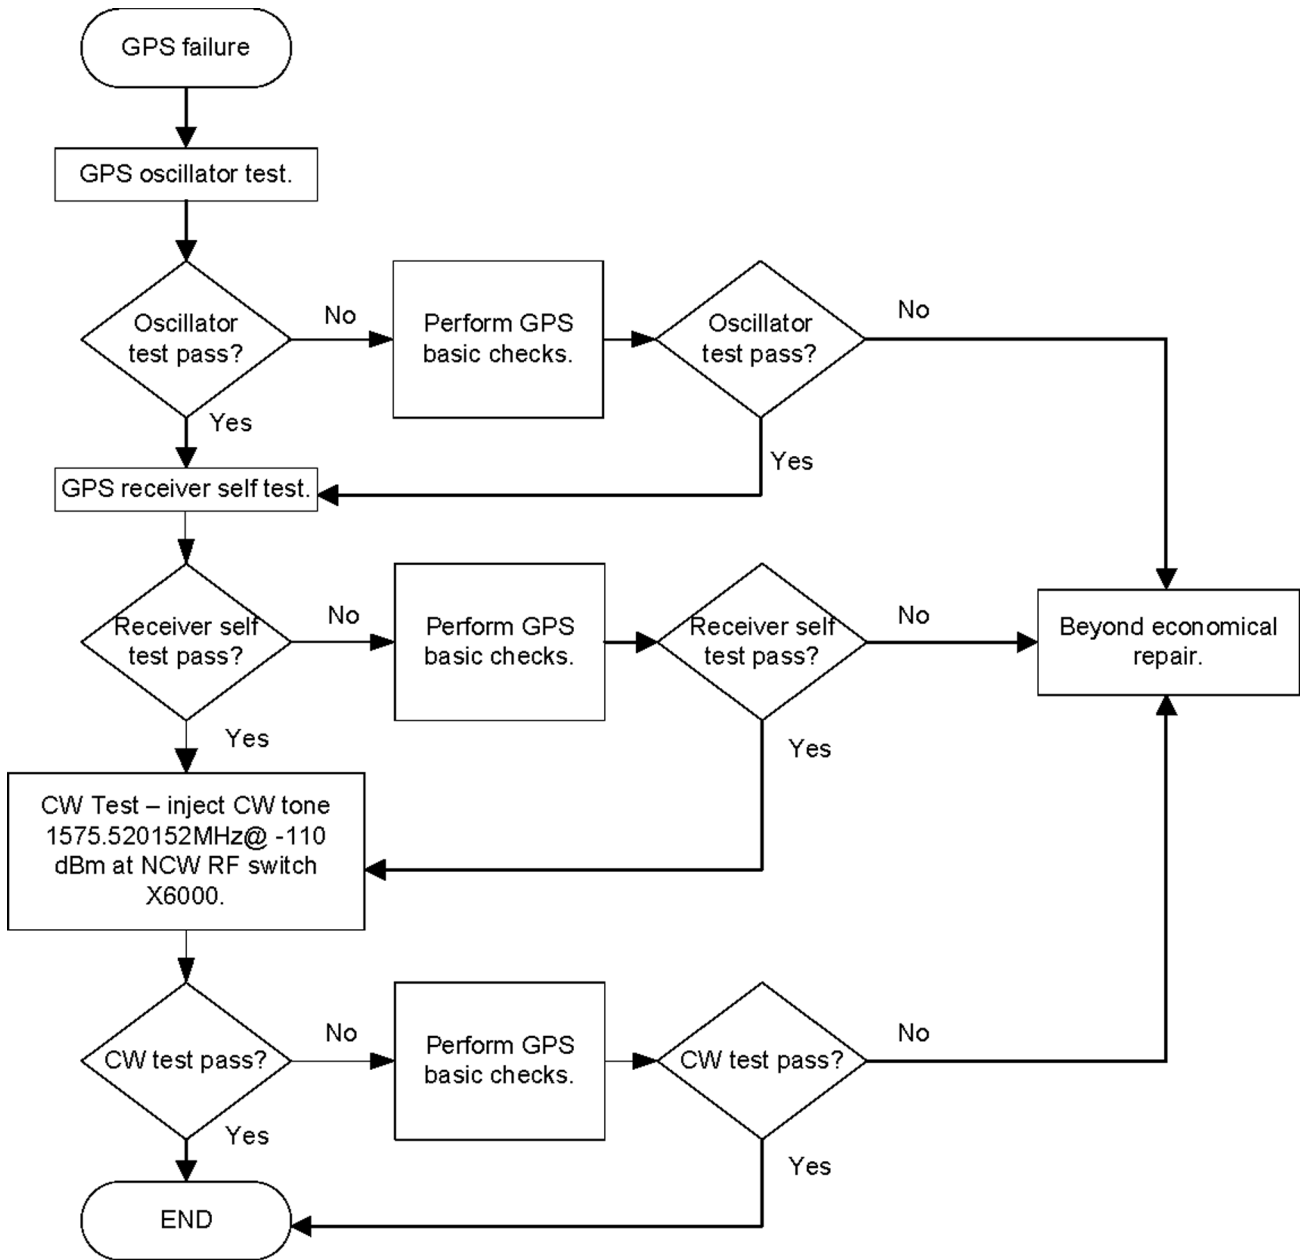 GPS failure
GPS oscillator test.
Oscillator
test pass?
No
Perform GPS
basic checks.
Oscillator
test pass?
No
Yes
Yes
GPS receiver self test.
Receiver self
test pass?
No
Perform GPS
basic checks.
Receiver self
test pass?
No
Beyond economical
repair.
Yes
Yes
CW Test – inject CW tone
1575.520152MHz@ -110
dBm at NCW RF switch
X6000.
CW test pass?
No
Perform GPS
basic checks.
CW test pass?
No
Yes
Yes
END